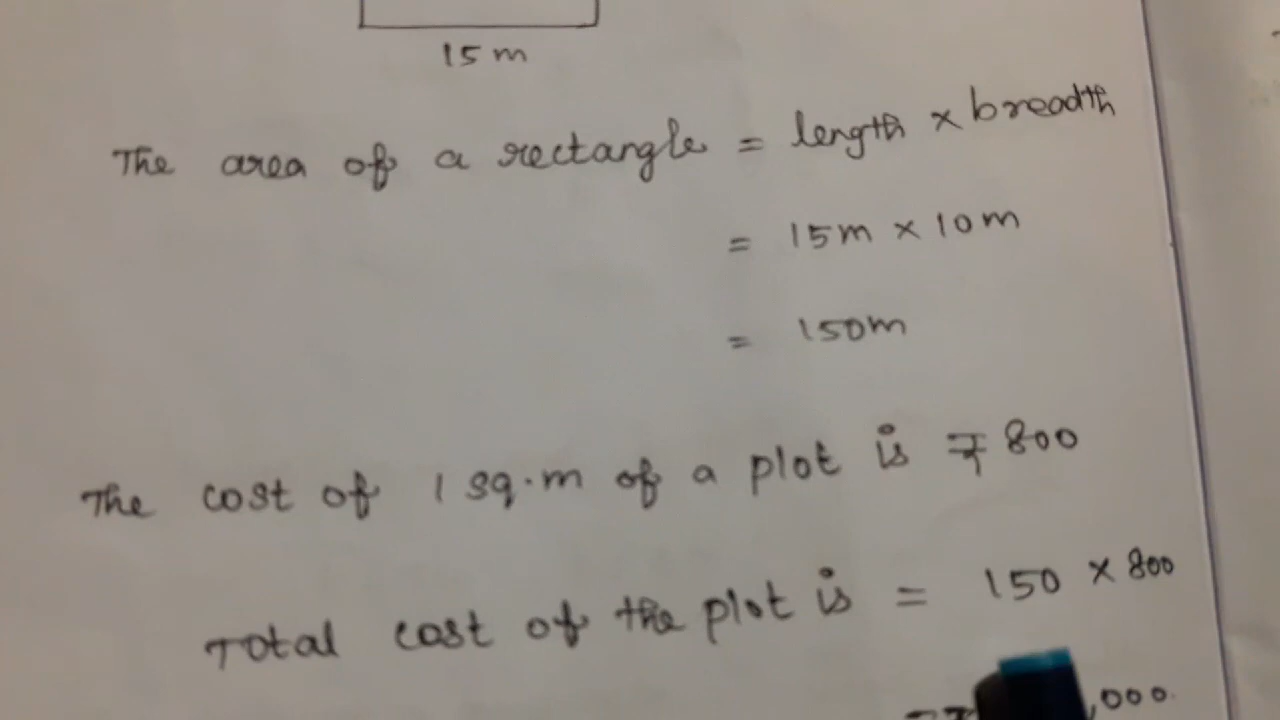 15 m
The area of a rectangle = length × breadth
= 15m × 10m
= 150m
The cost of 1 sq.m of a plot is ₹ 800
Total cost of the plot is = 150 × 800
,000.